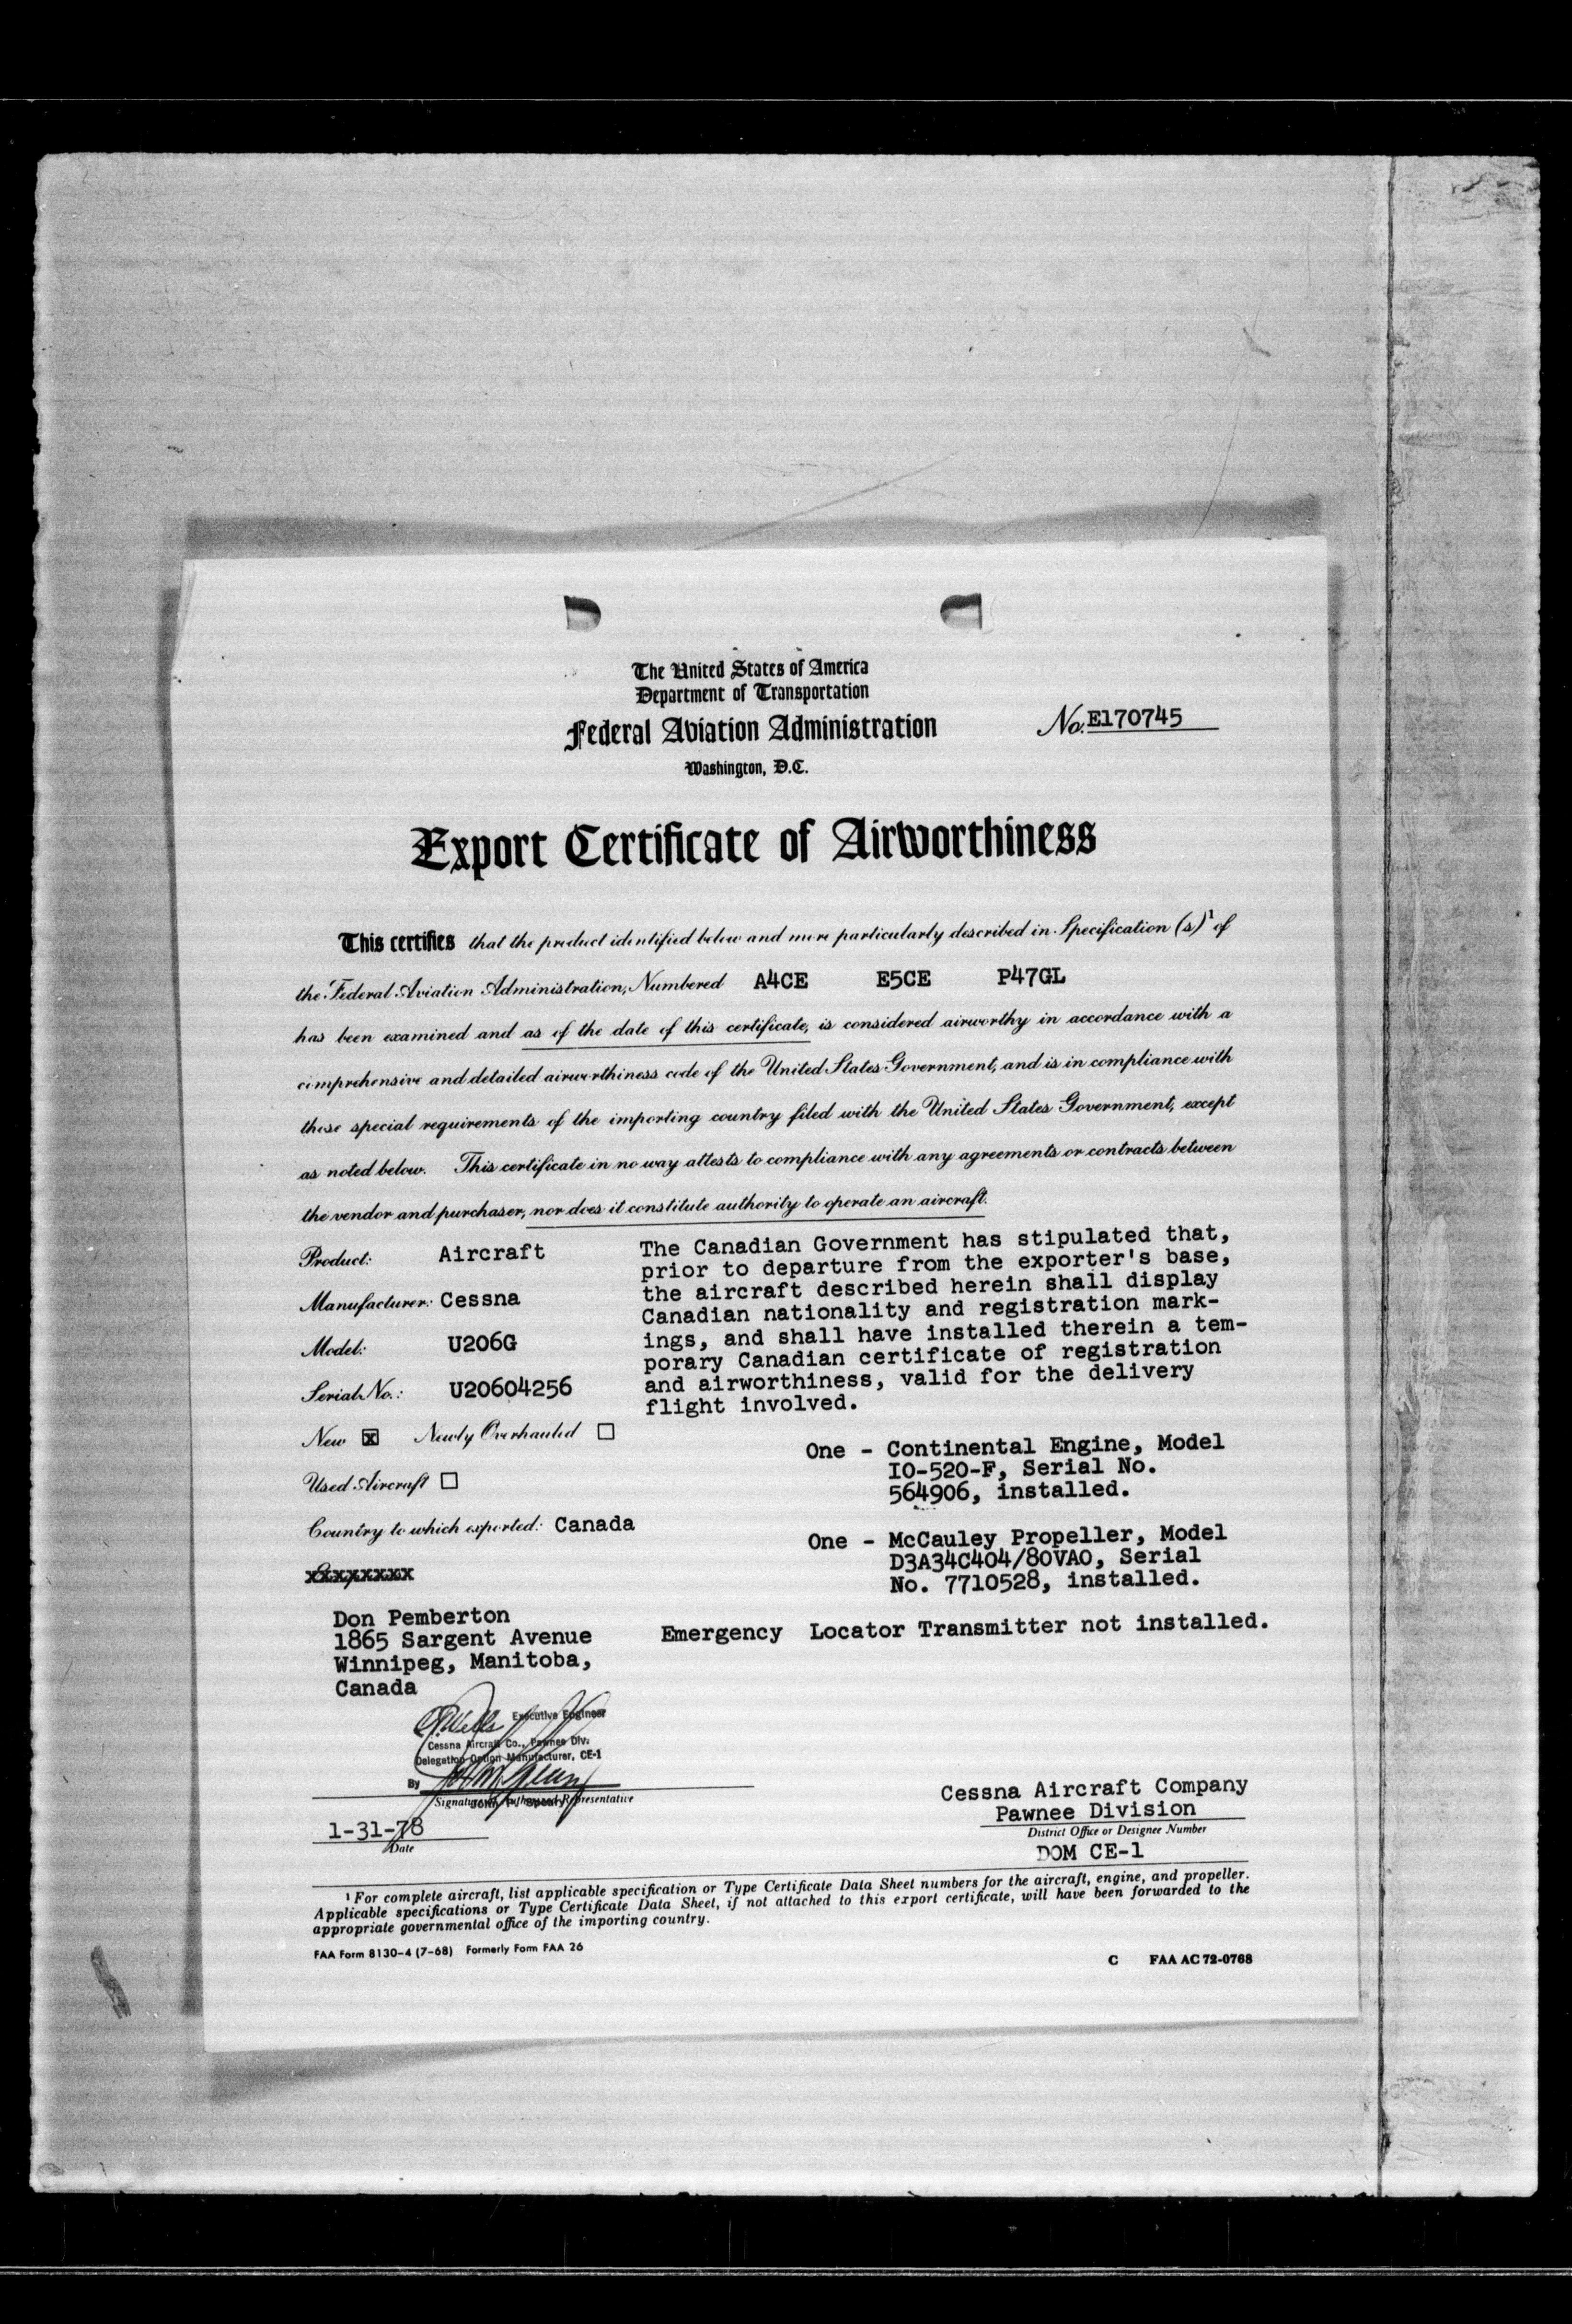 The United States of America
Department of Transportation
Federal Aviation Administration
Washington, D.C.
No. E170745
Export Certificate of Airworthiness
This certifies that the product identified below and more particularly described in Specification (s)¹ of
the Federal Aviation Administration, Numbered A4CE E5CE P47GL
has been examined and as of the date of this certificate, is considered airworthy in accordance with a
comprehensive and detailed airworthiness code of the United States Government, and is in compliance with
those special requirements of the importing country filed with the United States Government, except
as noted below. This certificate in no way attests to compliance with any agreements or contracts between
the vendor and purchaser, nor does it constitute authority to operate an aircraft.
Product: Aircraft
Manufacturer: Cessna
Model: U206G
Serial No.: U20604256
New [x] Newly Overhauled ☐
Used Aircraft ☐
Country to which exported: Canada
xxxxxxxx
Don Pemberton
1865 Sargent Avenue
Winnipeg, Manitoba,
Canada
The Canadian Government has stipulated that,
prior to departure from the exporter's base,
the aircraft described herein shall display
Canadian nationality and registration mark-
ings, and shall have installed therein a tem-
porary Canadian certificate of registration
and airworthiness, valid for the delivery
flight involved.
One - Continental Engine, Model
IO-520-F, Serial No.
564906, installed.
One - McCauley Propeller, Model
D3A34C404/80VAO, Serial
No. 7710528, installed.
Emergency Locator Transmitter not installed.
Executive Engineer
Cessna Aircraft Co., Pawnee Div.
Delegation Option Manufacturer, CE-1
By
Signature of Authorized Representative
1-31-78
Date
Cessna Aircraft Company
Pawnee Division
District Office or Designee Number
DOM CE-1
¹ For complete aircraft, list applicable specification or Type Certificate Data Sheet numbers for the aircraft, engine, and propeller.
Applicable specifications or Type Certificate Data Sheet, if not attached to this export certificate, will have been forwarded to the
appropriate governmental office of the importing country.
FAA Form 8130-4 (7-68) Formerly Form FAA 26
C FAA AC 72-0768